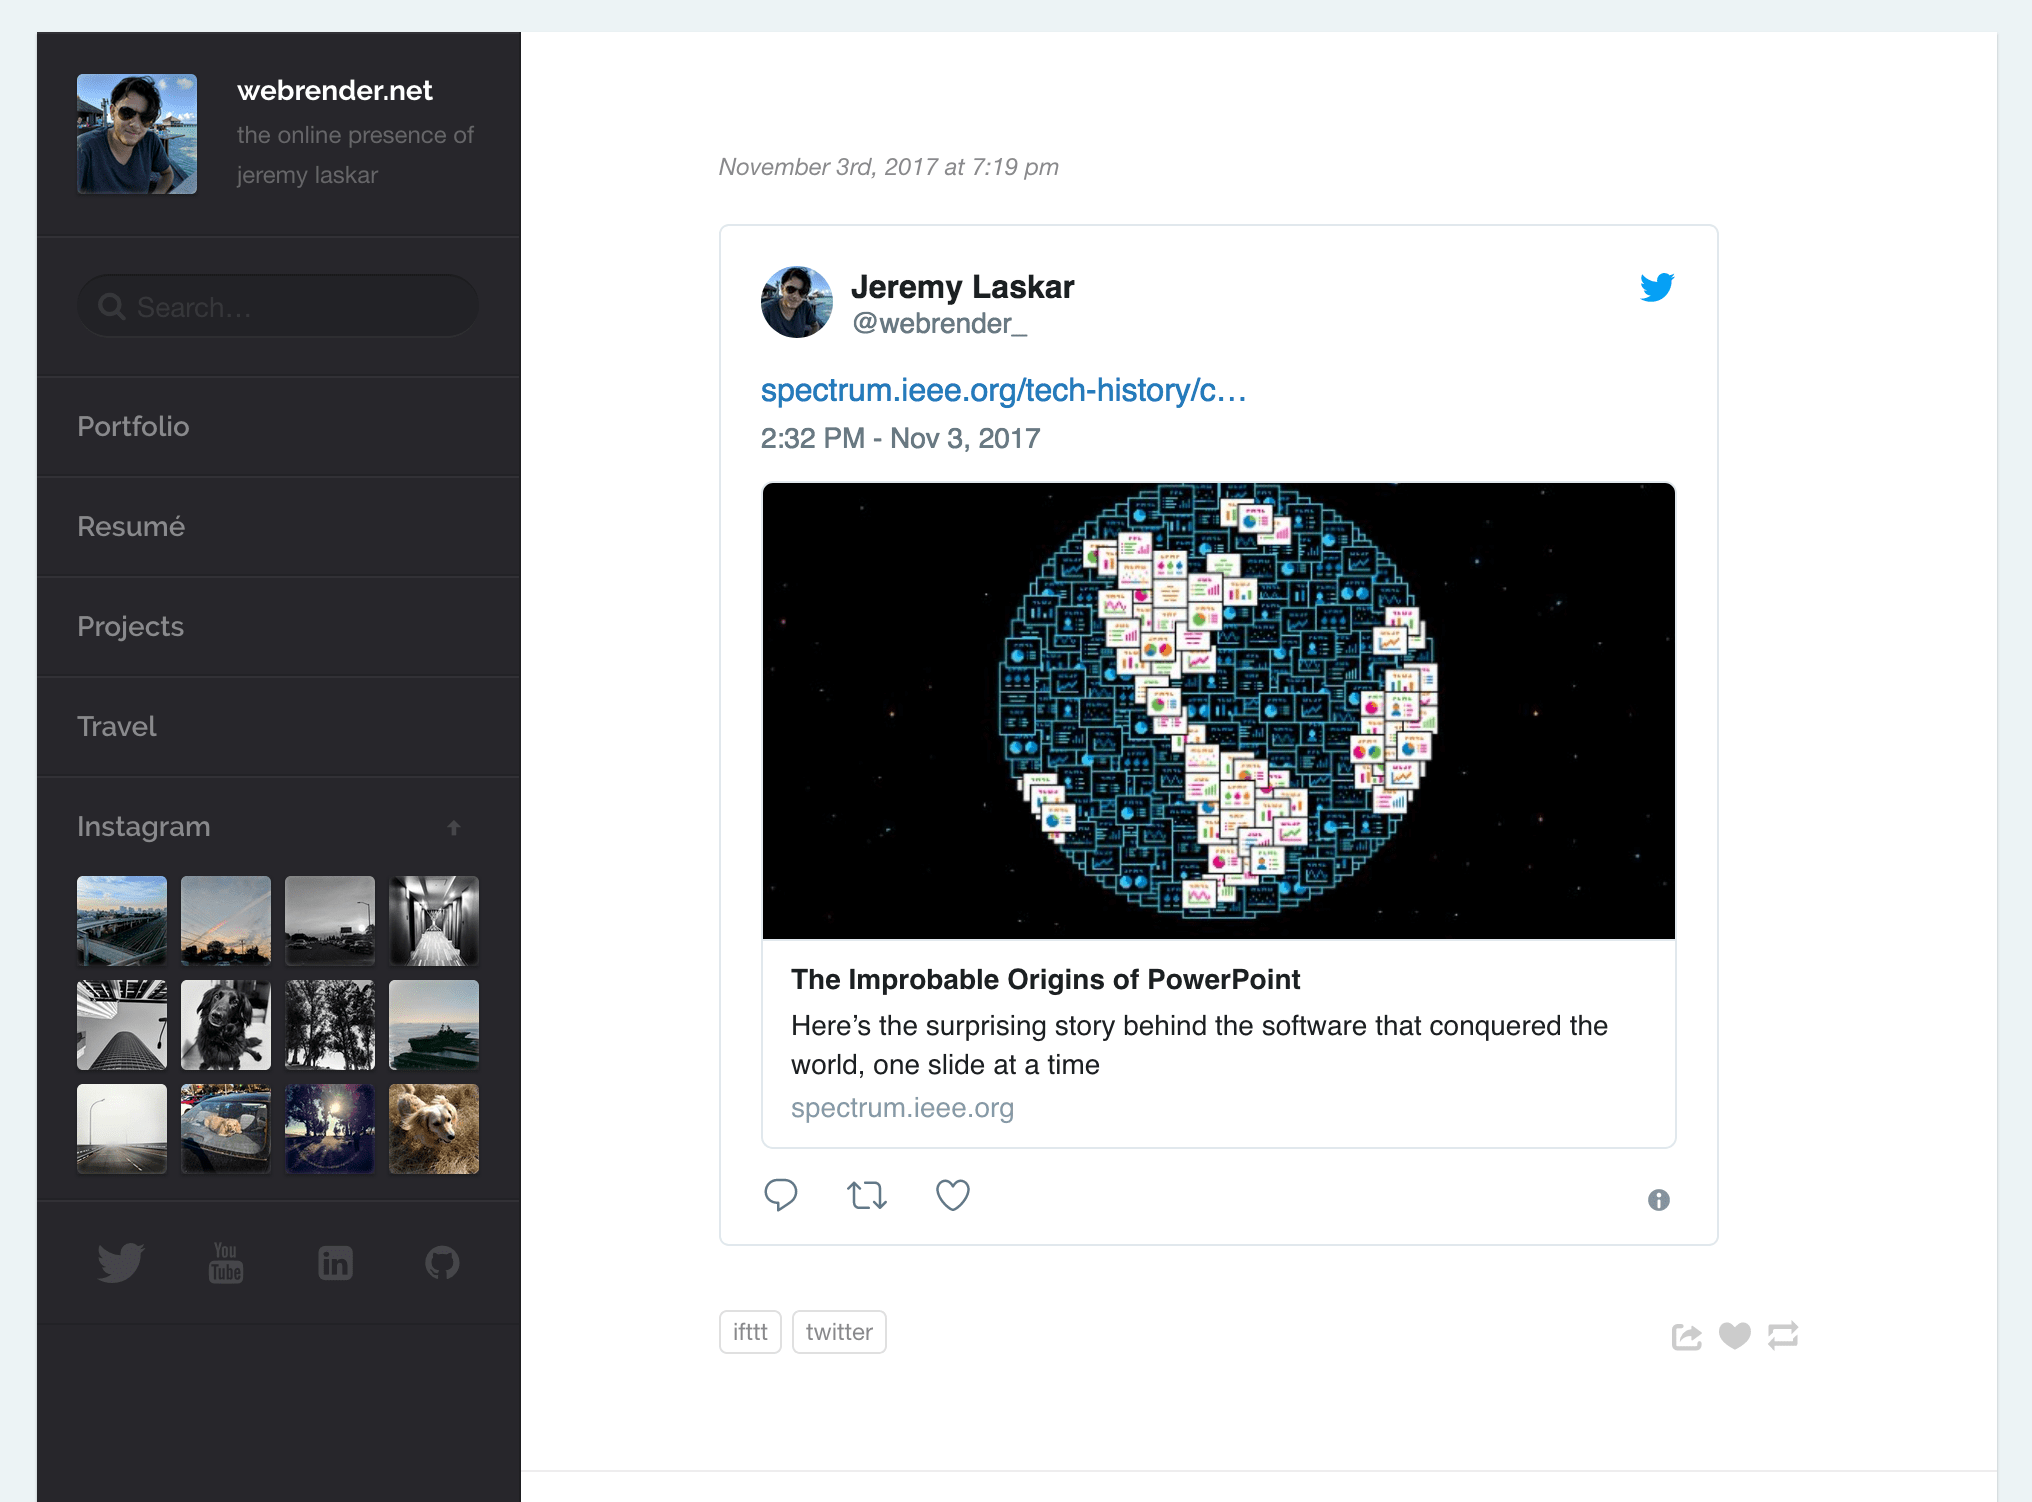 webrender.net
the online presence of
jeremy laskar
Search...
Portfolio
Resumé
Projects
Travel
Instagram
You
Tube
in
November 3rd, 2017 at 7:19 pm
Jeremy Laskar
@webrender_
spectrum.ieee.org/tech-history/c…
2:32 PM - Nov 3, 2017
The Improbable Origins of PowerPoint
Here’s the surprising story behind the software that conquered the
world, one slide at a time
spectrum.ieee.org
ifttt
twitter